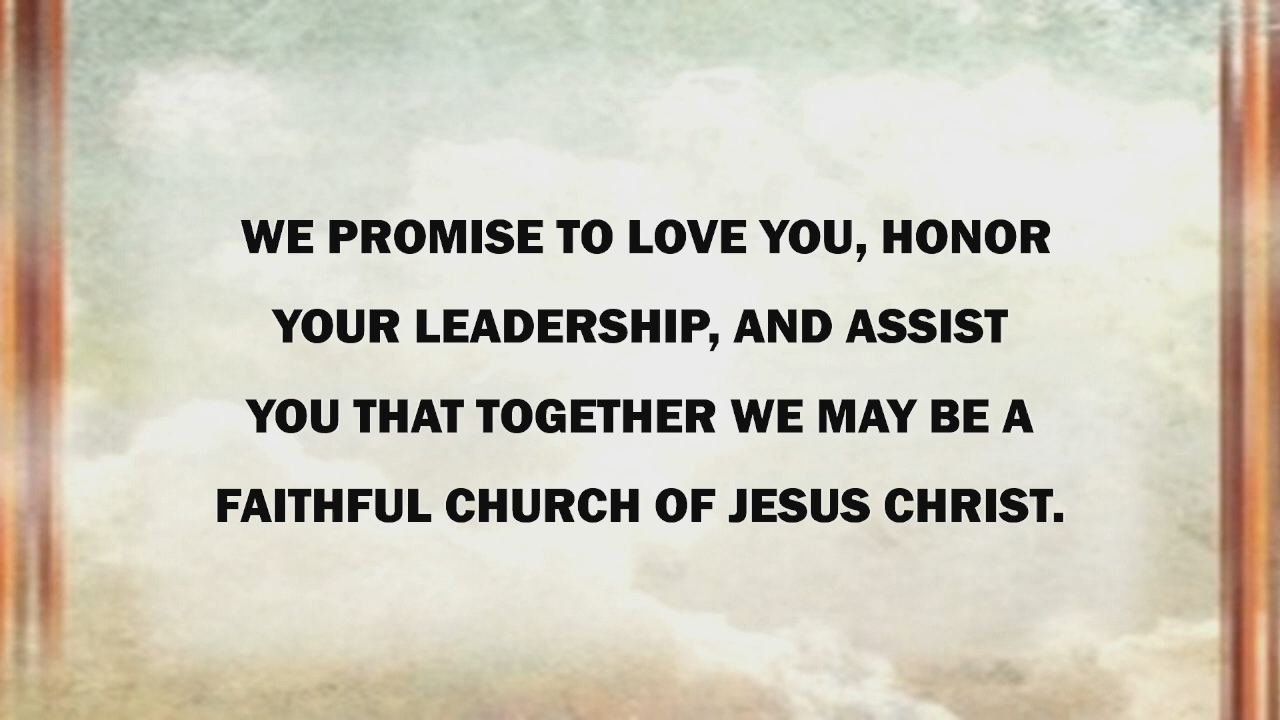 WE PROMISE TO LOVE YOU, HONOR
YOUR LEADERSHIP, AND ASSIST
YOU THAT TOGETHER WE MAY BE A
FAITHFUL CHURCH OF JESUS CHRIST.